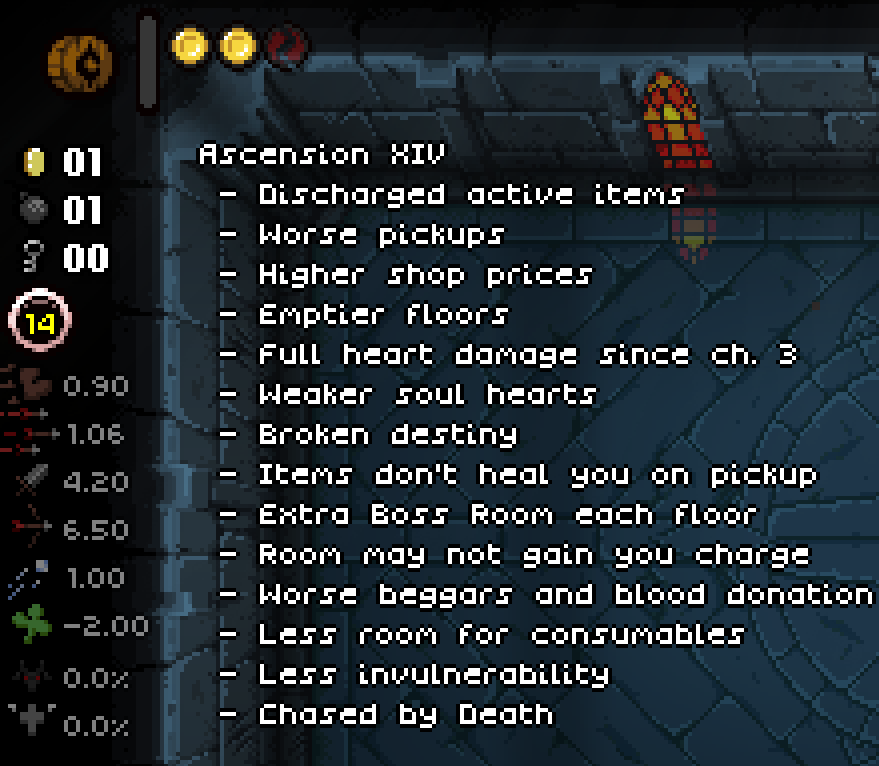 01
01
00
14
0.90
1.06
4.20
6.50
1.00
-2.00
0.0%
0.0%
Ascension XIV
- Discharged active items
- Worse pickups
- Higher shop prices
- Emptier floors
- Full heart damage since ch. 3
- Weaker soul hearts
- Broken destiny
- Items don't heal you on pickup
- Extra Boss Room each floor
- Room may not gain you charge
- Worse beggars and blood donation
- Less room for consumables
- Less invulnerability
- Chased by Death